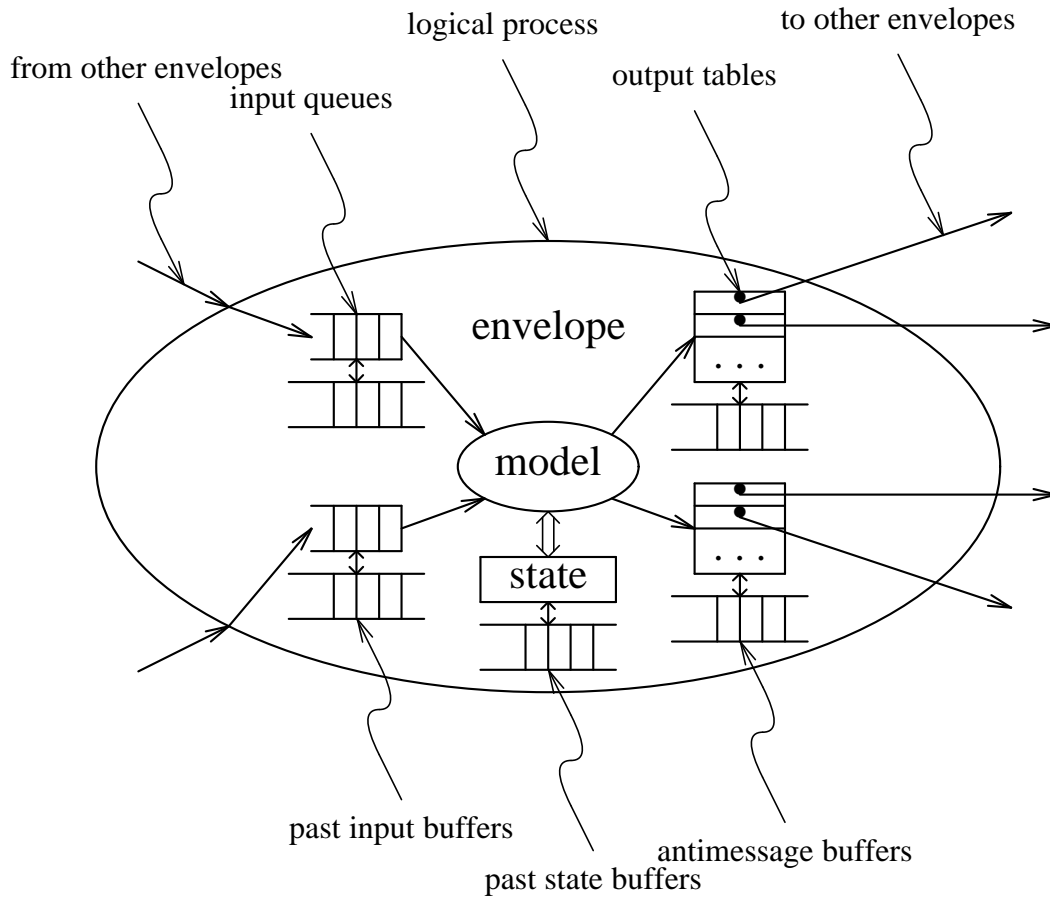 logical process
to other envelopes
from other envelopes
input queues
output tables
envelope
model
. . .
state
. . .
past input buffers
antimessage buffers
past state buffers